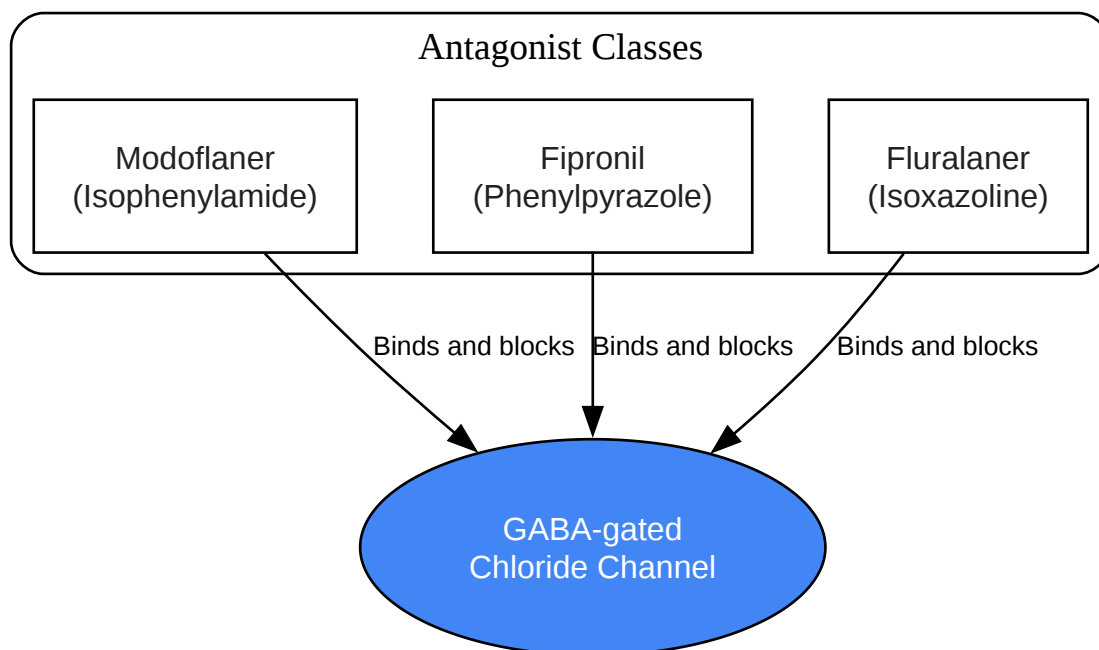 Antagonist Classes
Modoflaner
(Isophenylamide)
Fipronil
(Phenylpyrazole)
Fluralaner
(Isoxazoline)
Binds and blocks
Binds and blocks
Binds and blocks
GABA-gated
Chloride Channel